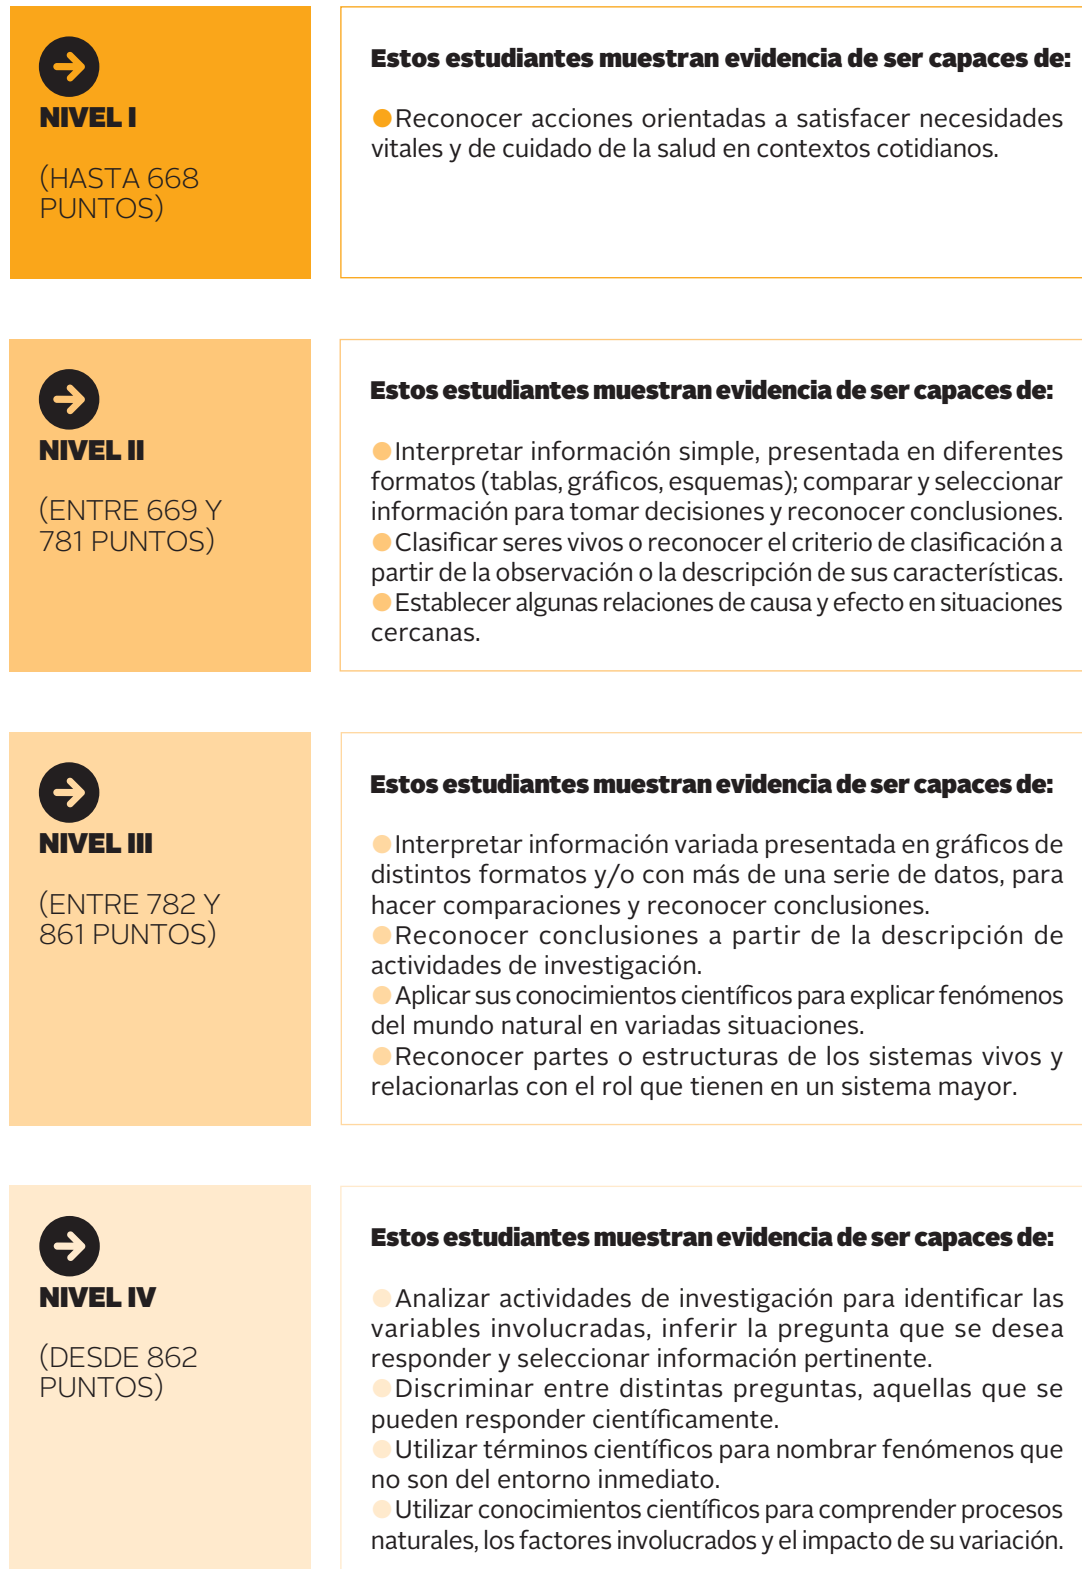 NIVEL I
(HASTA 668
PUNTOS)
Estos estudiantes muestran evidencia de ser capaces de:
●Reconocer acciones orientadas a satisfacer necesidades
vitales y de cuidado de la salud en contextos cotidianos.
NIVEL II
(ENTRE 669 Y
781 PUNTOS)
Estos estudiantes muestran evidencia de ser capaces de:
●Interpretar información simple, presentada en diferentes
formatos (tablas, gráficos, esquemas); comparar y seleccionar
información para tomar decisiones y reconocer conclusiones.
●Clasificar seres vivos o reconocer el criterio de clasificación a
partir de la observación o la descripción de sus características.
●Establecer algunas relaciones de causa y efecto en situaciones
cercanas.
NIVEL III
(ENTRE 782 Y
861 PUNTOS)
Estos estudiantes muestran evidencia de ser capaces de:
●Interpretar información variada presentada en gráficos de
distintos formatos y/o con más de una serie de datos, para
hacer comparaciones y reconocer conclusiones.
●Reconocer conclusiones a partir de la descripción de
actividades de investigación.
●Aplicar sus conocimientos científicos para explicar fenómenos
del mundo natural en variadas situaciones.
●Reconocer partes o estructuras de los sistemas vivos y
relacionarlas con el rol que tienen en un sistema mayor.
NIVEL IV
(DESDE 862
PUNTOS)
Estos estudiantes muestran evidencia de ser capaces de:
●Analizar actividades de investigación para identificar las
variables involucradas, inferir la pregunta que se desea
responder y seleccionar información pertinente.
●Discriminar entre distintas preguntas, aquellas que se
pueden responder científicamente.
●Utilizar términos científicos para nombrar fenómenos que
no son del entorno inmediato.
●Utilizar conocimientos científicos para comprender procesos
naturales, los factores involucrados y el impacto de su variación.